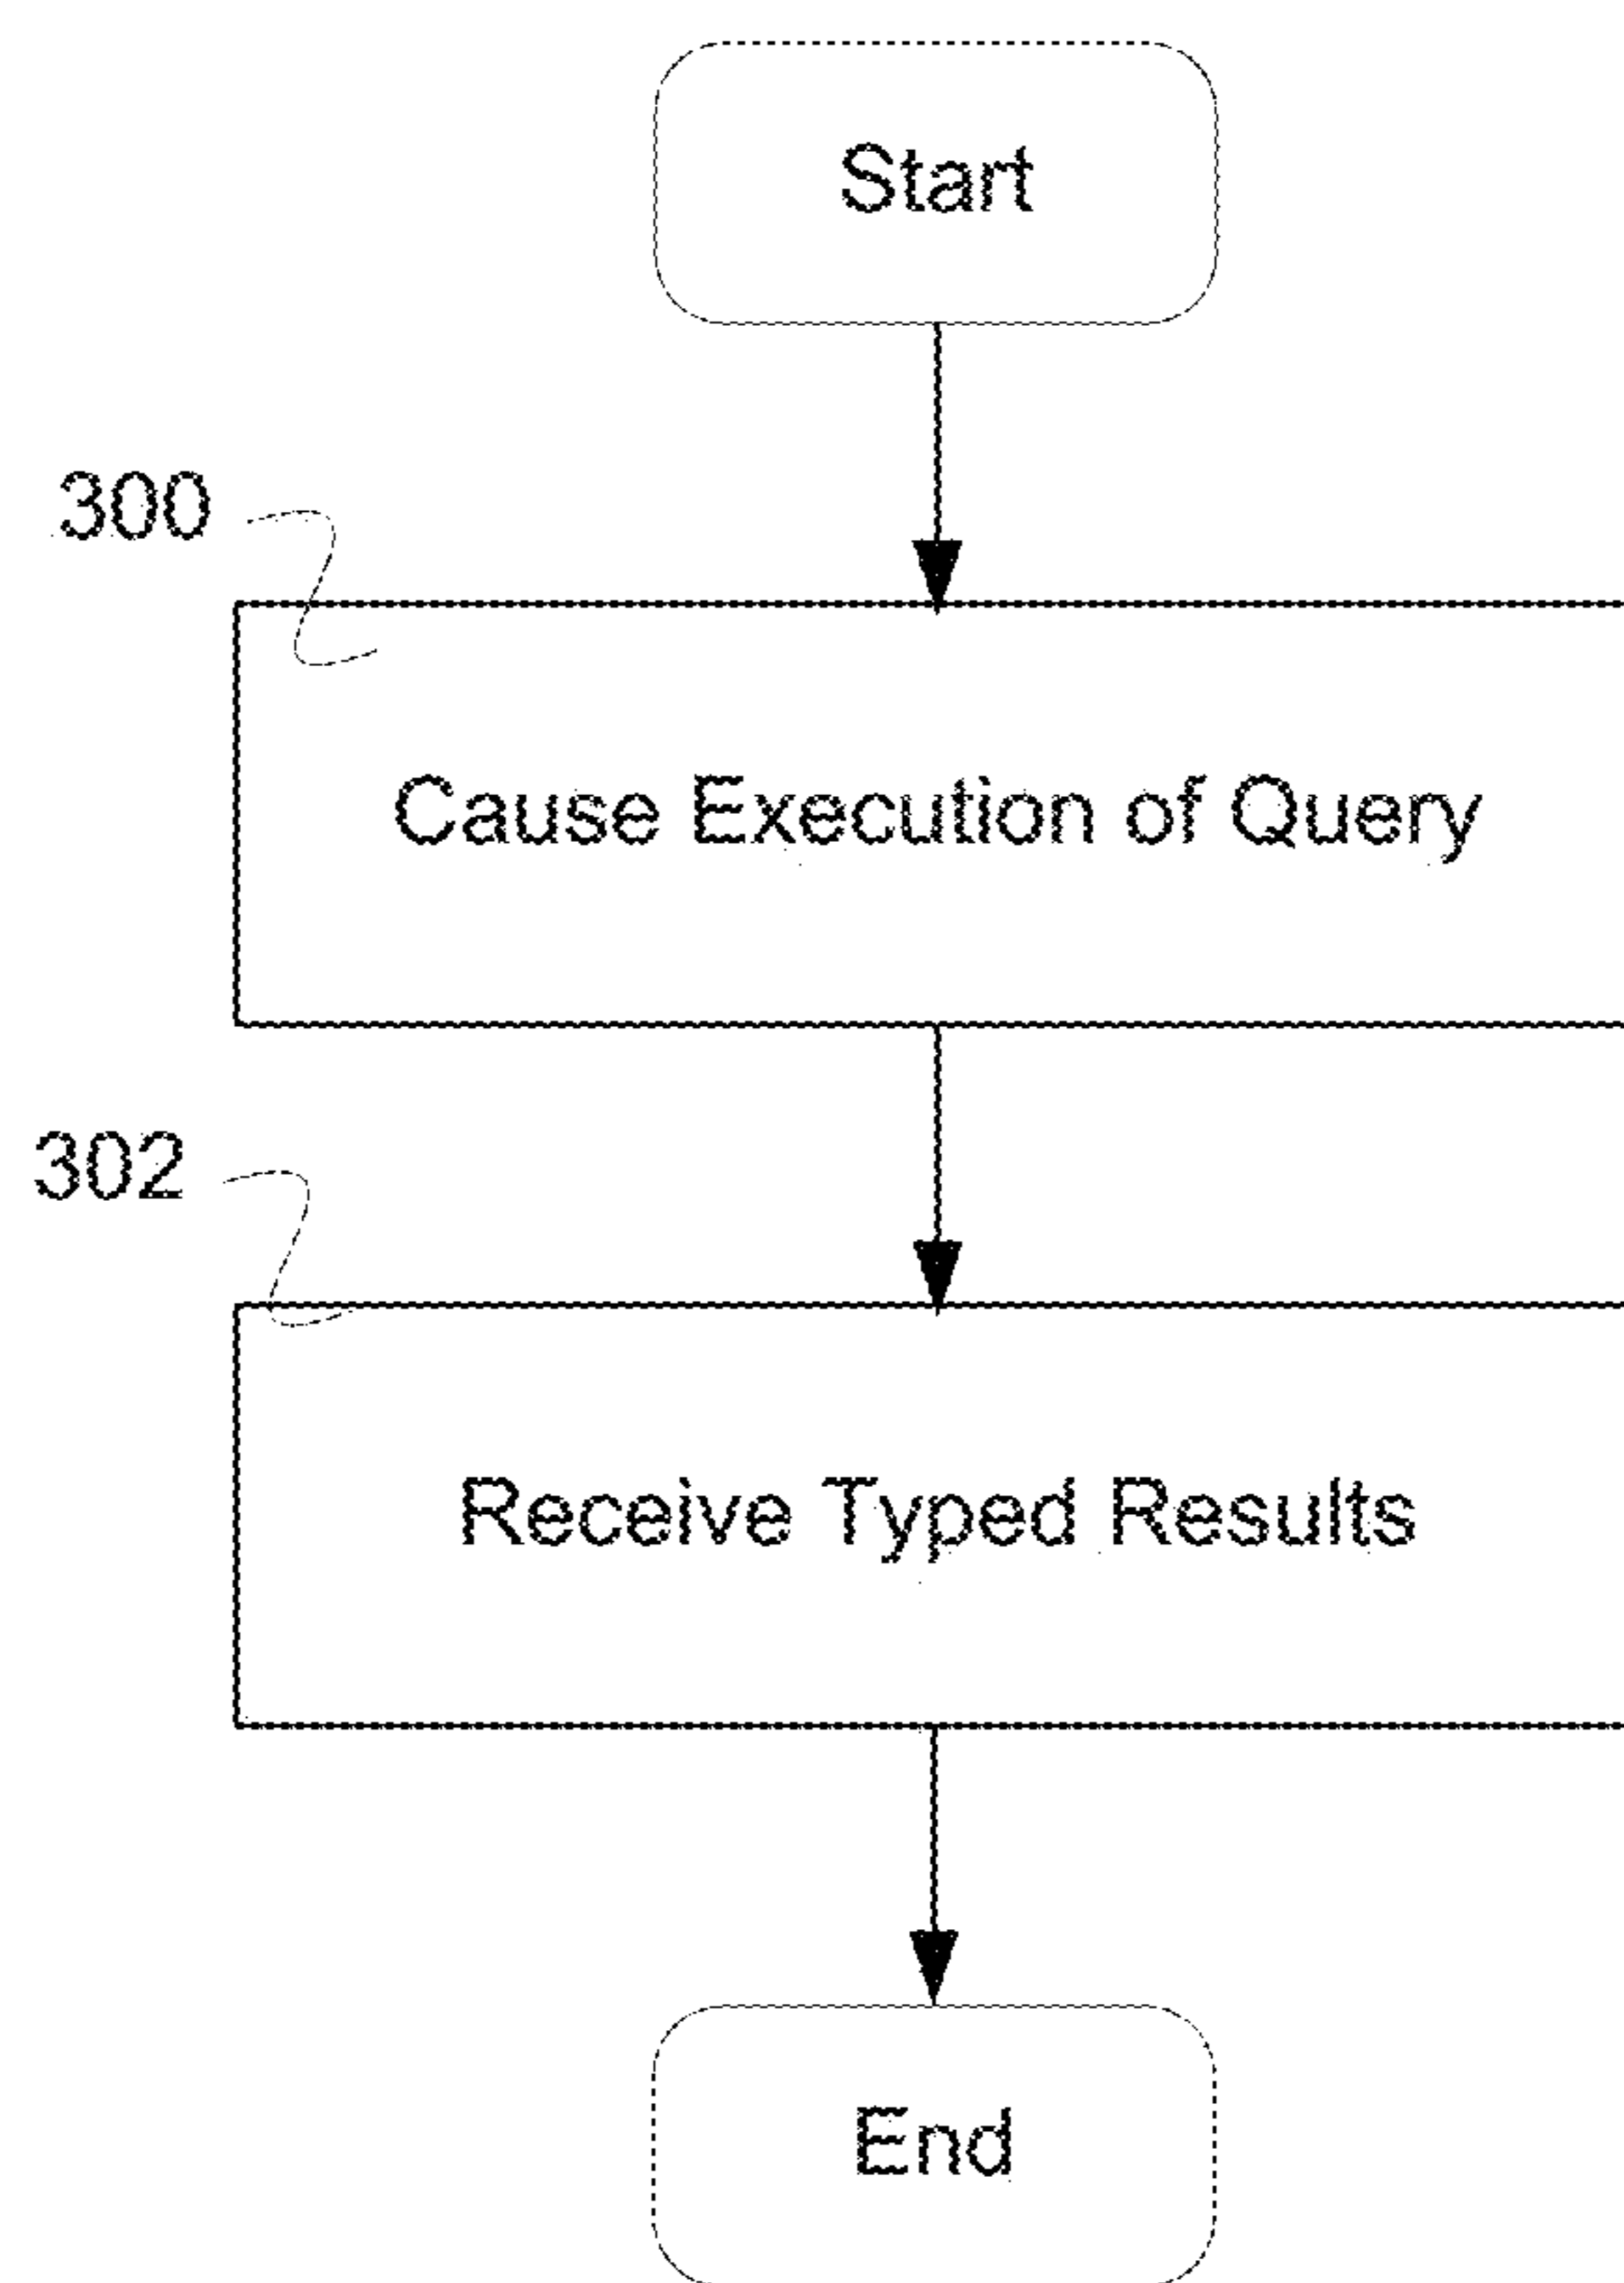 Start
300
Cause Execution of Query
302
Receive Typed Results
End